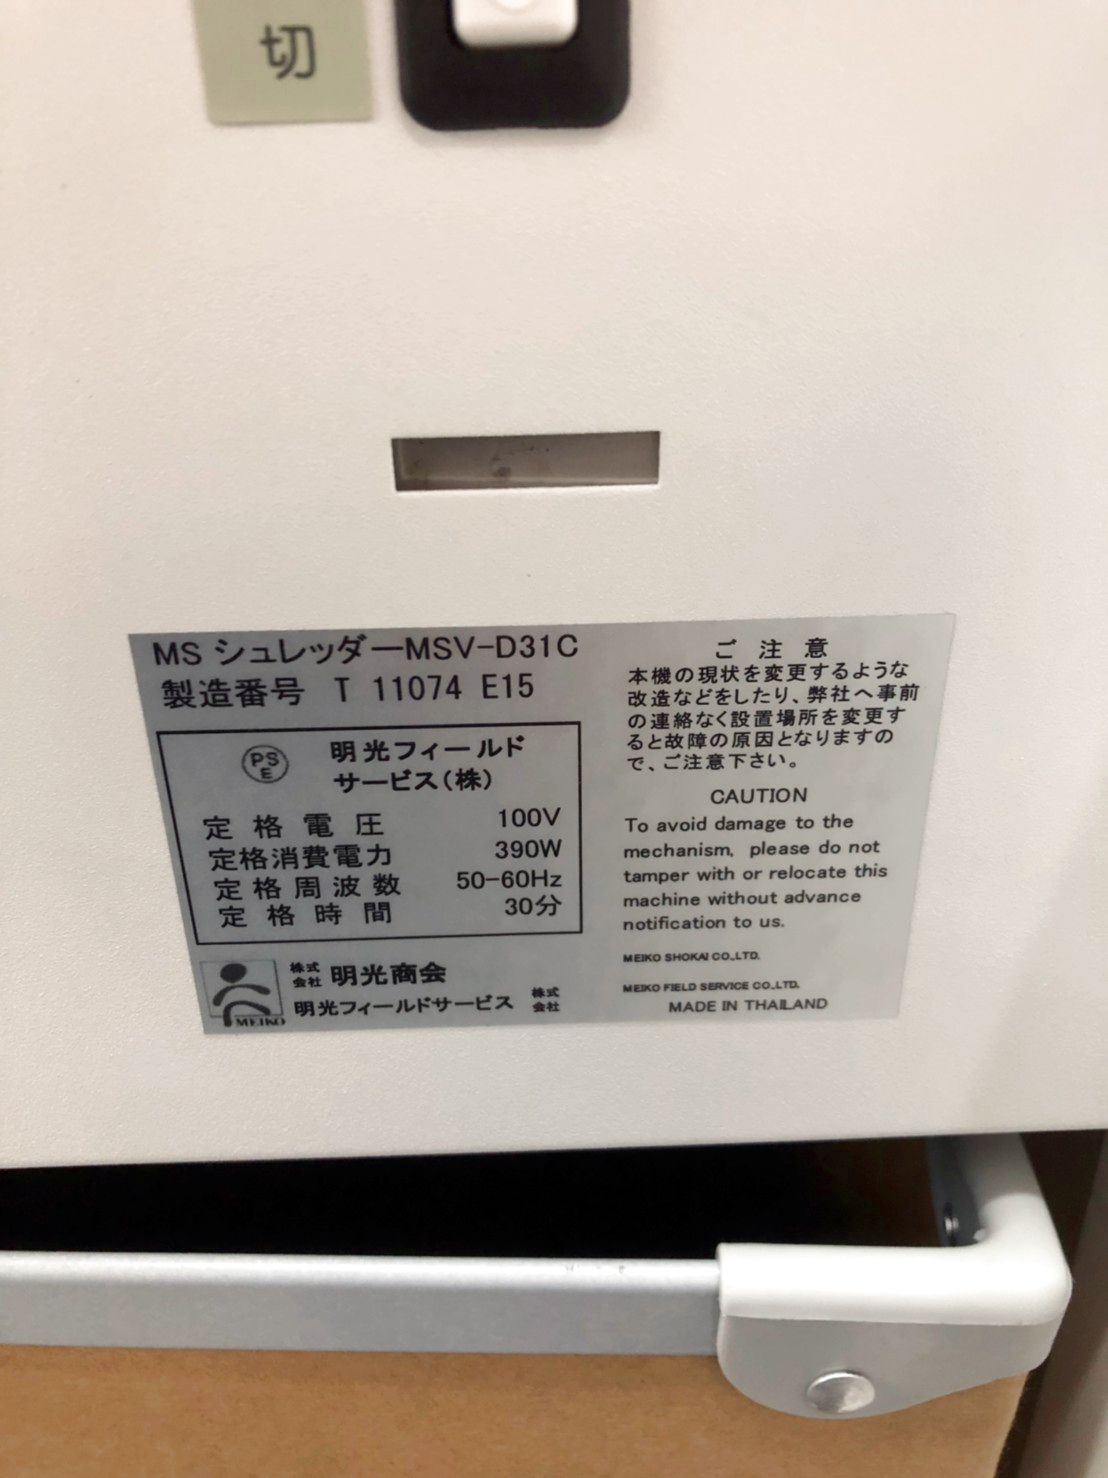 切
MS シュレッダーMSV-D31C
製造番号 T 11074 E15
PS
E
明光フィールド
サービス(株)
定格電圧 100V
定格消費電力 390W
定格周波数 50-60Hz
定格時間 30分
MEIKO
株式会社 明光商会
明光フィールドサービス 株式会社
ご注意
本機の現状を変更するような
改造などをしたり、弊社へ事前
の連絡なく設置場所を変更す
ると故障の原因となりますの
で、ご注意下さい。
CAUTION
To avoid damage to the
mechanism, please do not
tamper with or relocate this
machine without advance
notification to us.
MEIKO SHOKAI CO.,LTD.
MEIKO FIELD SERVICE CO.,LTD.
MADE IN THAILAND